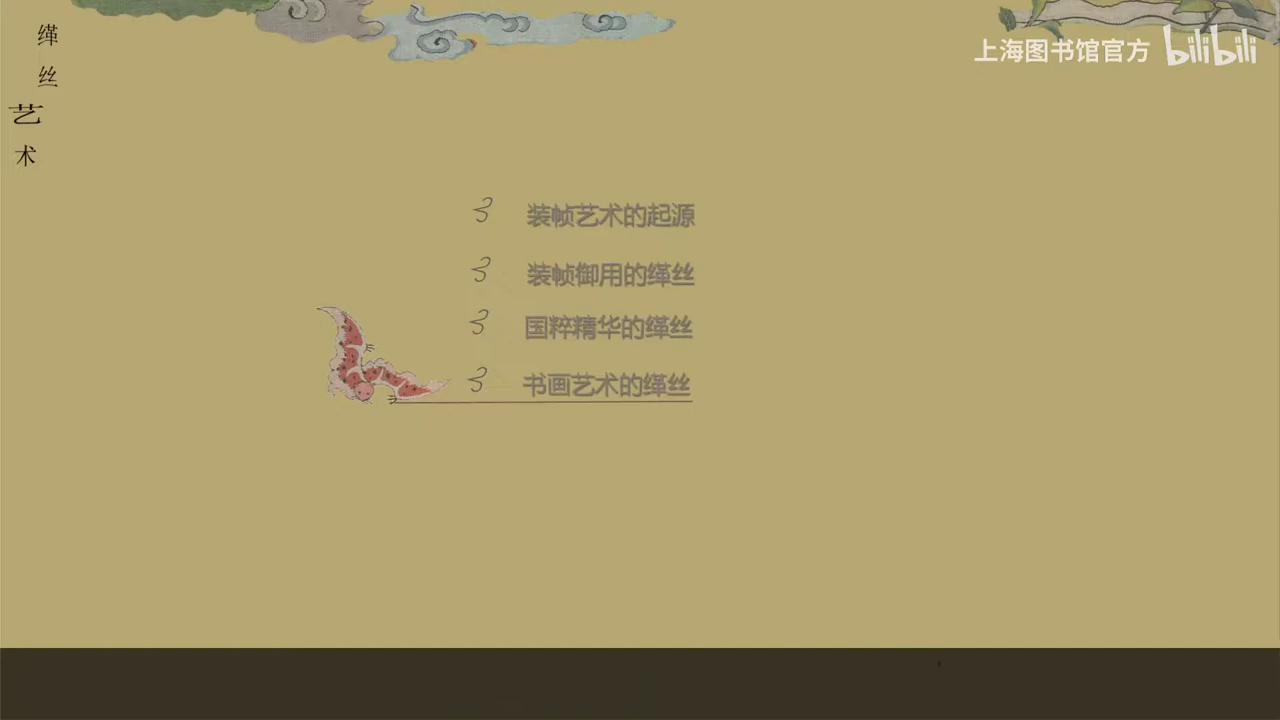 缂
丝
艺
术
上海图书馆官方 bilibili
装帧艺术的起源
装帧御用的缂丝
国粹精华的缂丝
书画艺术的缂丝